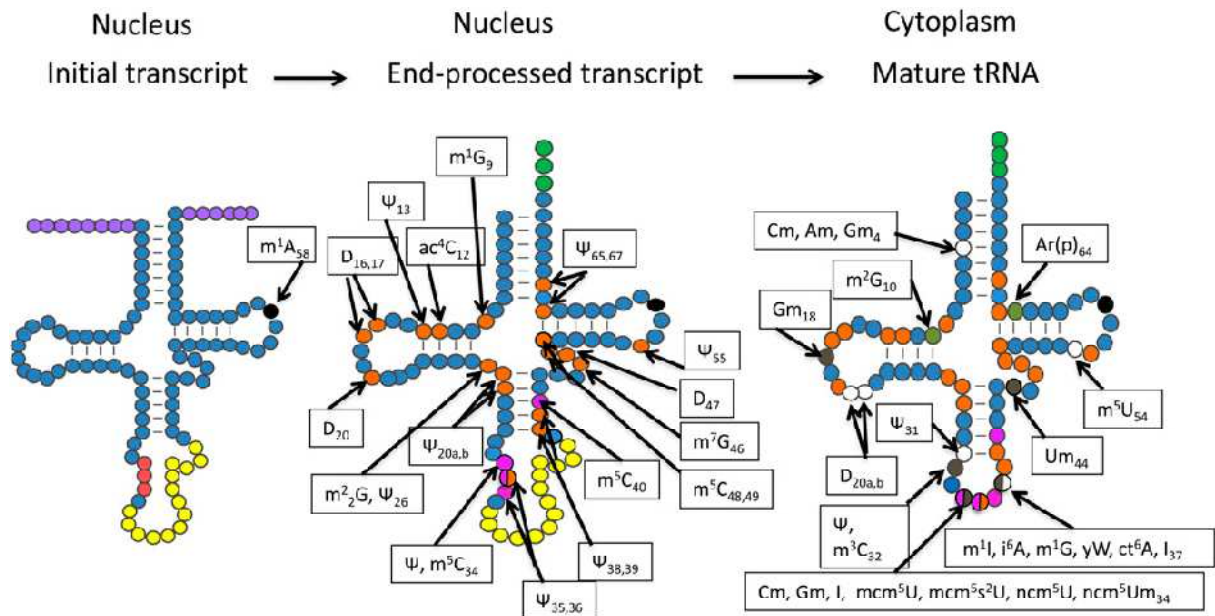 Nucleus
Initial transcript
Nucleus
End-processed transcript
Cytoplasm
Mature tRNA
m¹A₅₈
m¹G₉
Ψ₁₃
D₁₆,₁₇
ac⁴C₁₂
Ψ₆₅,₆₇
Ψ₅₅
D₄₇
m⁷G₄₆
m⁵C₄₈,₄₉
D₂₀
Ψ₂₀ₐ,b
m²₂G, Ψ₂₆
m⁵C₄₀
Ψ, m⁵C₃₄
Ψ₃₈,₃₉
Ψ₃₅,₃₆
Cm, Am, Gm₄
Ar(p)₆₄
m²G₁₀
Gm₁₈
m⁵U₅₄
Ψ₃₁
Um₄₄
D₂₀ₐ,b
Ψ,
m³C₃₂
m¹I, i⁶A, m¹G, yW, ct⁶A, I₃₇
Cm, Gm, I, mcm⁵U, mcm⁵s²U, ncm⁵U, ncm⁵Um₃₄